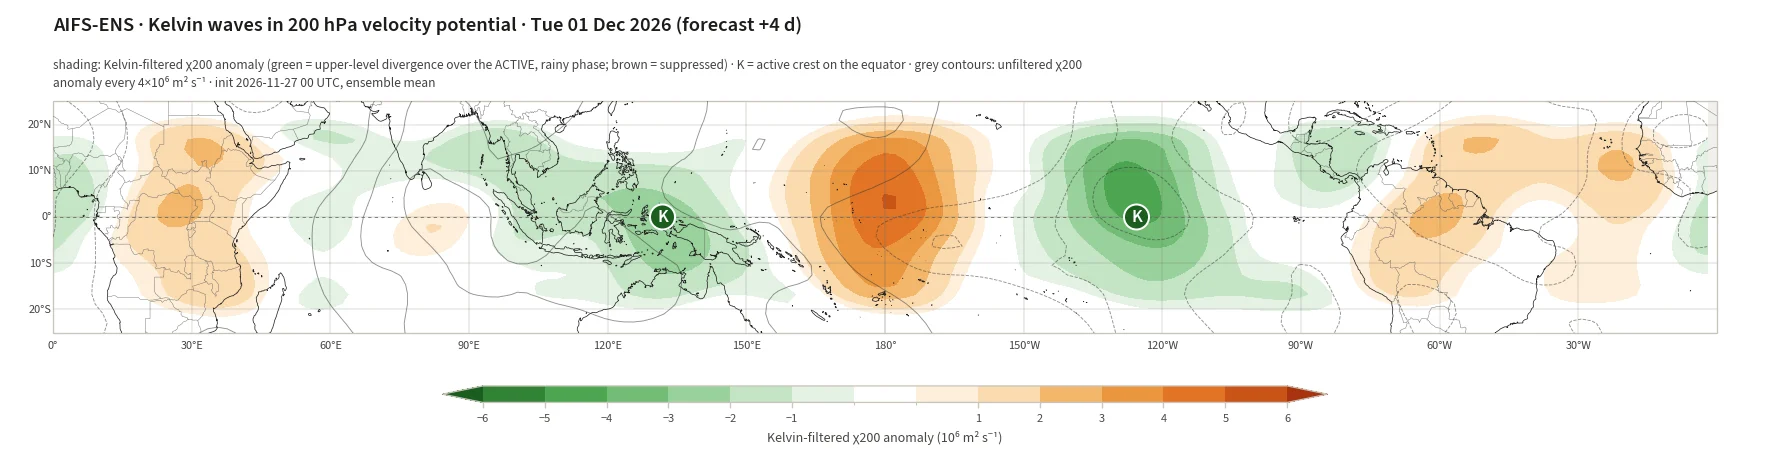 AIFS-ENS · Kelvin waves in 200 hPa velocity potential · Tue 01 Dec 2026 (forecast +4 d)
shading: Kelvin-filtered χ200 anomaly (green = upper-level divergence over the ACTIVE, rainy phase; brown = suppressed) · K = active crest on the equator · grey contours: unfiltered χ200
anomaly every 4×10⁶ m² s⁻¹ · init 2026-11-27 00 UTC, ensemble mean
20°N
10°N
0°
10°S
20°S
K K
0° 30°E 60°E 90°E 120°E 150°E 180° 150°W 120°W 90°W 60°W 30°W
−6 −5 −4 −3 −2 −1 1 2 3 4 5 6
Kelvin-filtered χ200 anomaly (10⁶ m² s⁻¹)